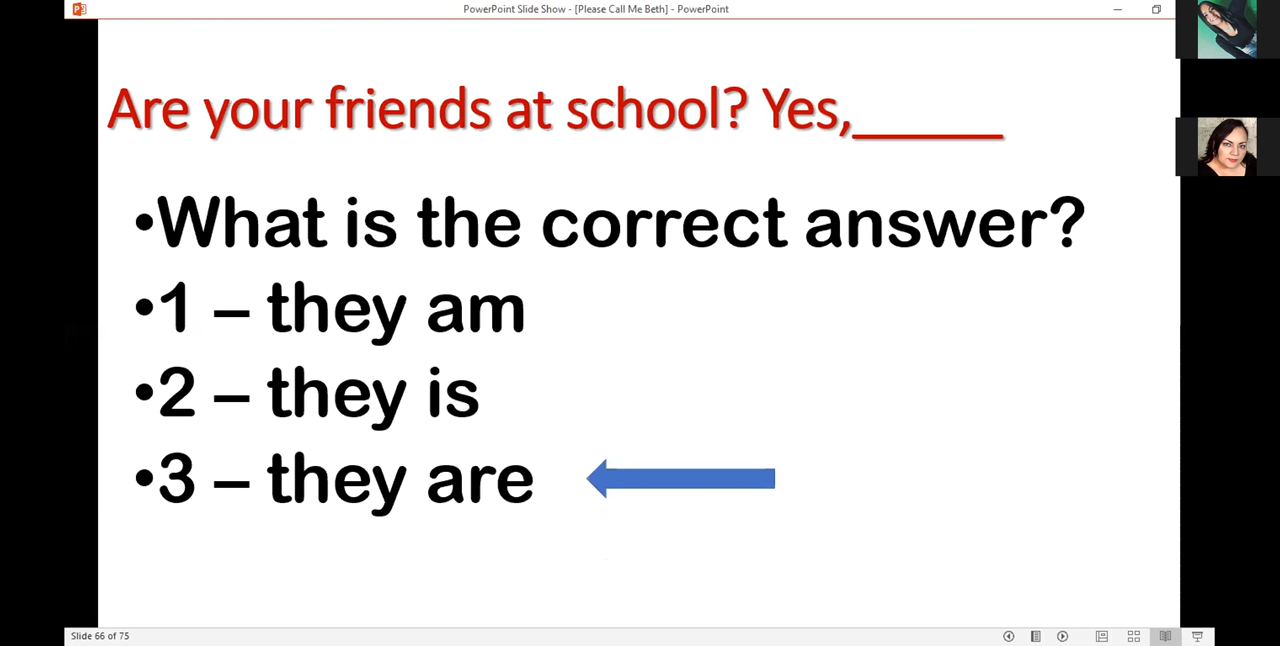 PowerPoint Slide Show - [Please Call Me Beth] - PowerPoint
Are your friends at school? Yes,______
•What is the correct answer?
•1 – they am
•2 – they is
•3 – they are
Slide 66 of 75